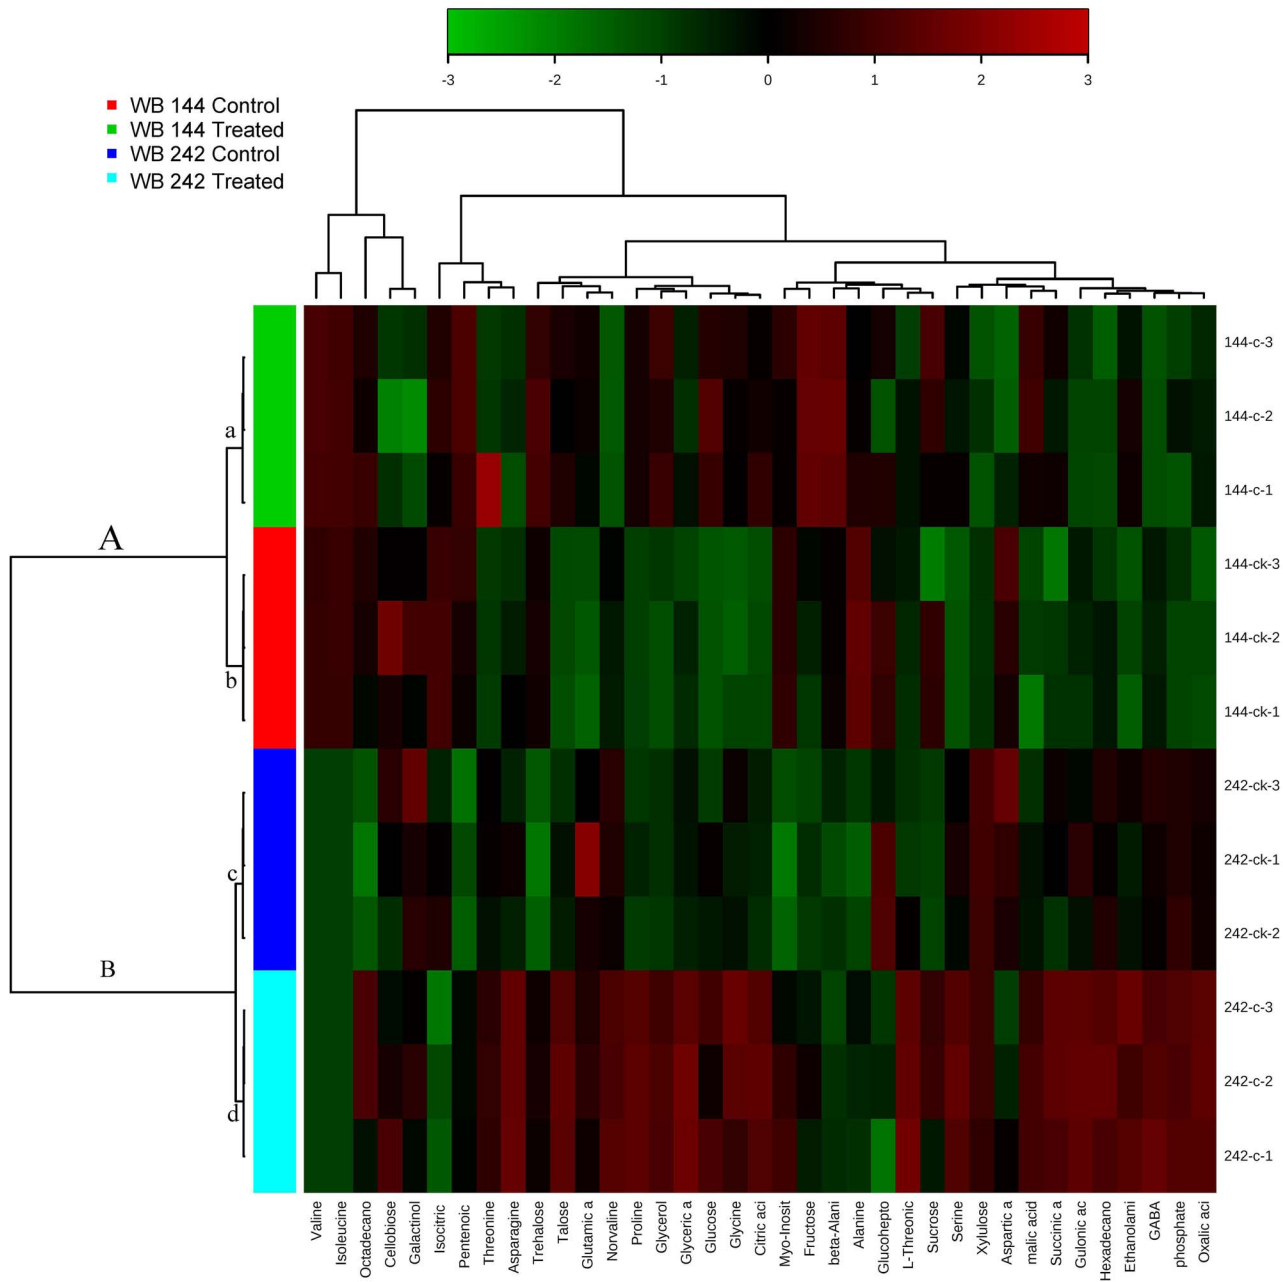 -3 -2 -1 0 1 2 3
WB 144 Control
WB 144 Treated
WB 242 Control
WB 242 Treated
A
a
b
B
c
d
144-c-3
144-c-2
144-c-1
144-ck-3
144-ck-2
144-ck-1
242-ck-3
242-ck-1
242-ck-2
242-c-3
242-c-2
242-c-1
Valine
Isoleucine
Octadecano
Cellobiose
Galactinol
Isocitric
Pentenoic
Threonine
Asparagine
Trehalose
Talose
Glutamic a
Norvaline
Proline
Glycerol
Glyceric a
Glucose
Glycine
Citric aci
Myo-Inosit
Fructose
beta-Alani
Alanine
Glucohepto
L-Threonic
Sucrose
Serine
Xylulose
Aspartic a
malic acid
Succinic a
Gulonic ac
Hexadecano
Ethanolami
GABA
phosphate
Oxalic aci